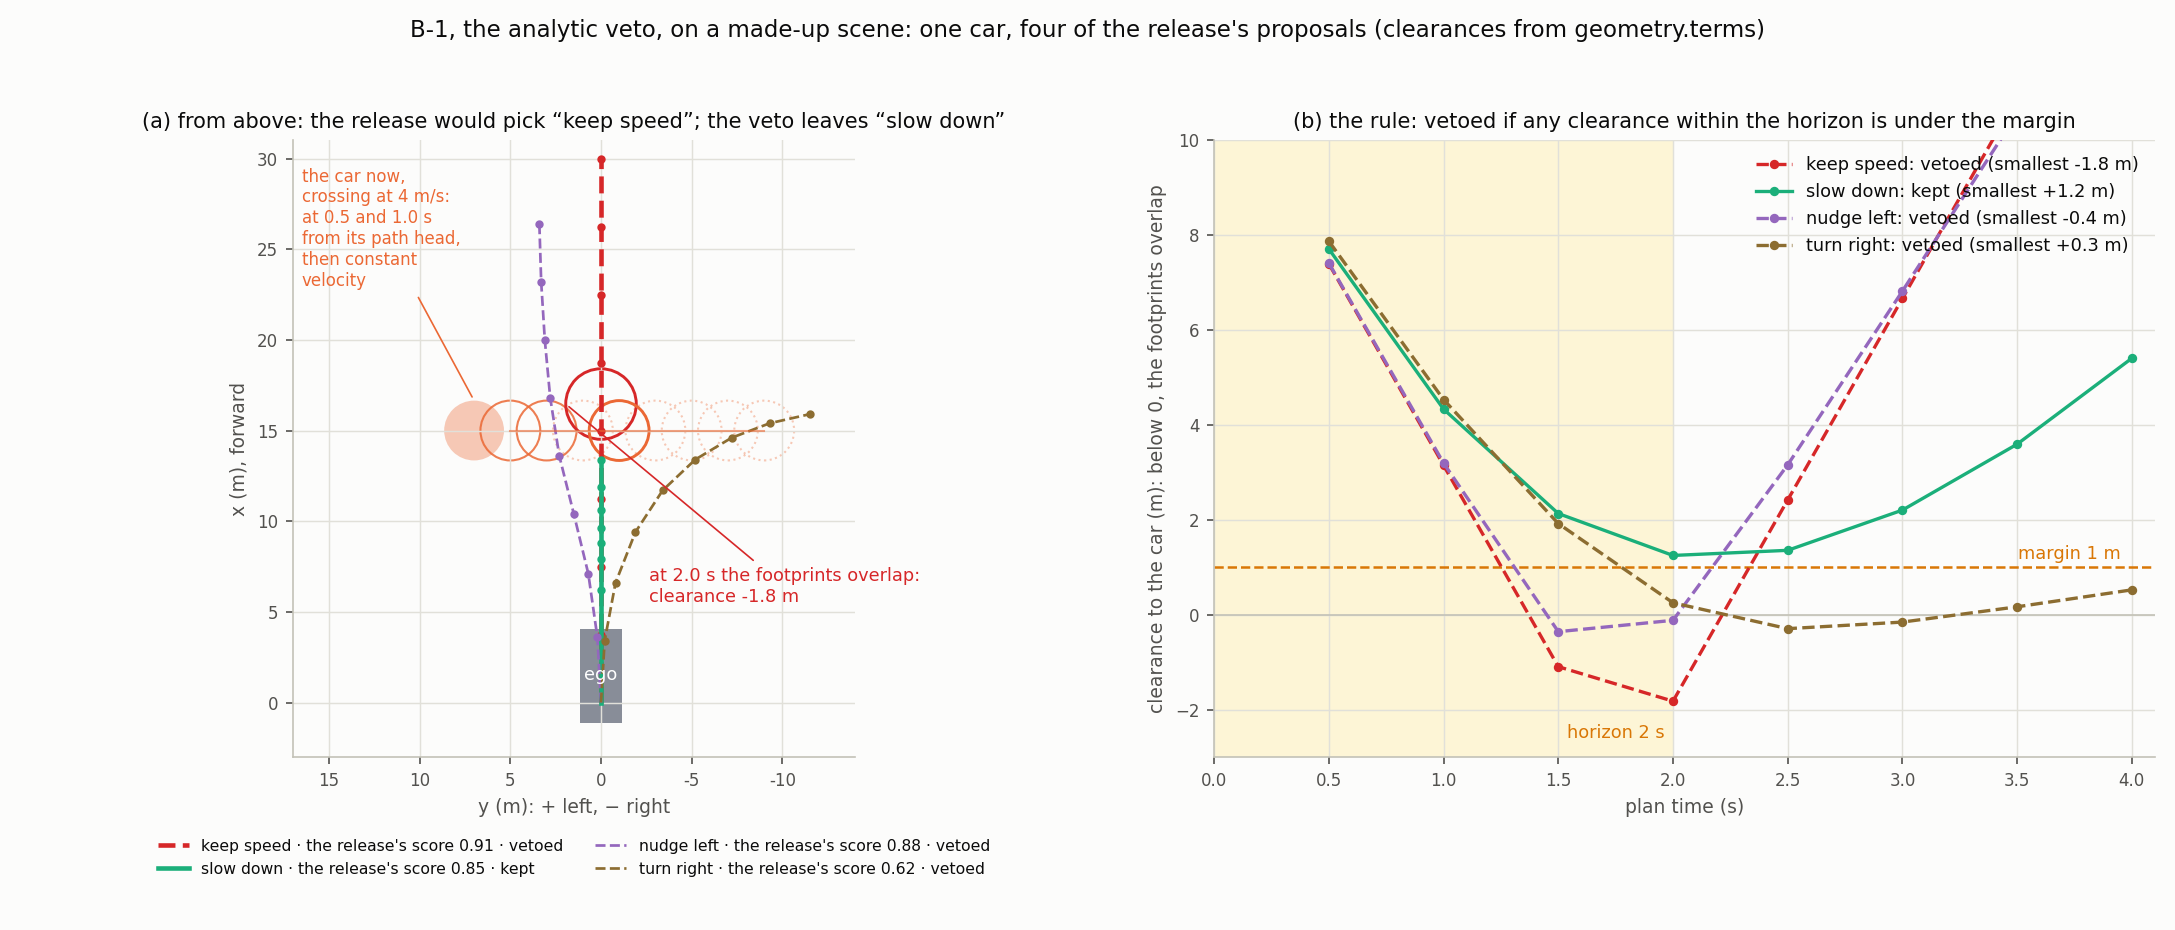 B-1, the analytic veto, on a made-up scene: one car, four of the release's proposals (clearances from geometry.terms)
(a) from above: the release would pick “keep speed”; the veto leaves “slow down”
30
25
20
15
10
5
0
x (m), forward
the car now,
crossing at 4 m/s:
at 0.5 and 1.0 s
from its path head,
then constant
velocity
at 2.0 s the footprints overlap:
clearance -1.8 m
ego
15
10
5
0
-5
-10
y (m): + left, − right
keep speed · the release's score 0.91 · vetoed
slow down · the release's score 0.85 · kept
nudge left · the release's score 0.88 · vetoed
turn right · the release's score 0.62 · vetoed
(b) the rule: vetoed if any clearance within the horizon is under the margin
10
8
6
4
2
0
−2
clearance to the car (m): below 0, the footprints overlap
keep speed: vetoed (smallest -1.8 m)
slow down: kept (smallest +1.2 m)
nudge left: vetoed (smallest -0.4 m)
turn right: vetoed (smallest +0.3 m)
margin 1 m
horizon 2 s
0.0
0.5
1.0
1.5
2.0
2.5
3.0
3.5
4.0
plan time (s)